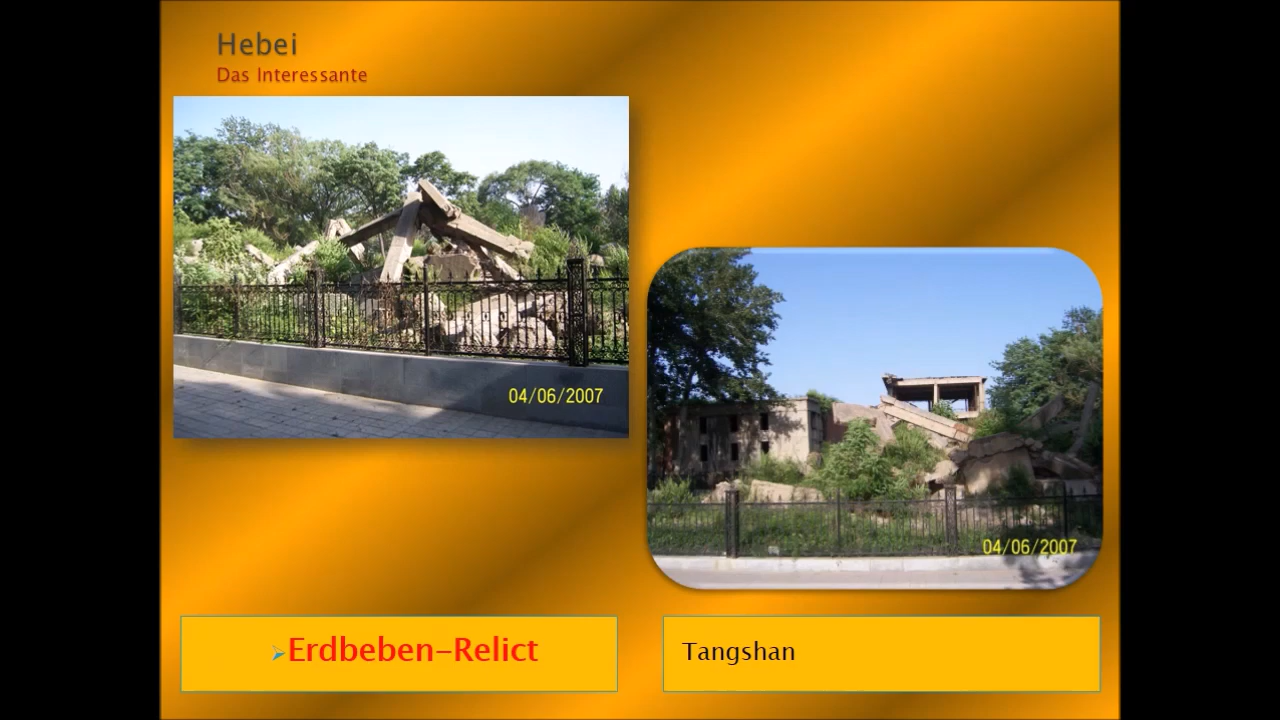 Hebei
Das Interessante
04/06/2007
04/06/2007
Erdbeben-Relict
Tangshan